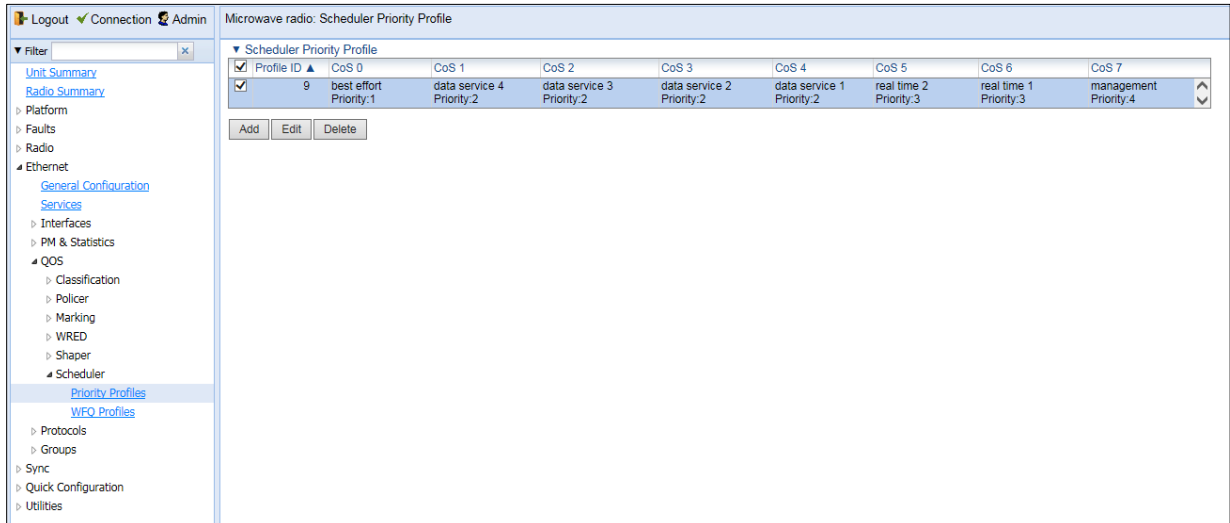 Logout Connection Admin
Microwave radio: Scheduler Priority Profile
Filter
Unit Summary
Radio Summary
Platform
Faults
Radio
Ethernet
General Configuration
Services
Interfaces
PM & Statistics
QOS
Classification
Policer
Marking
WRED
Shaper
Scheduler
Priority Profiles
WFQ Profiles
Protocols
Groups
Sync
Quick Configuration
Utilities
Scheduler Priority Profile
Profile ID ▲ CoS 0 CoS 1 CoS 2 CoS 3 CoS 4 CoS 5 CoS 6 CoS 7
9 best effort data service 4 data service 3 data service 2 data service 1 real time 2 real time 1 management
Priority:1 Priority:2 Priority:2 Priority:2 Priority:2 Priority:3 Priority:3 Priority:4
Add Edit Delete